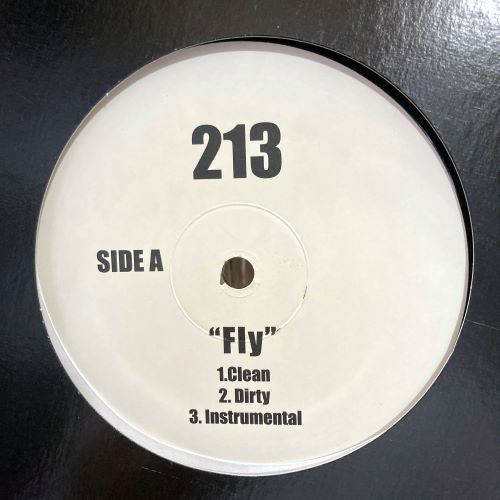 213
SIDE A
“Fly”
1.Clean
2. Dirty
3. Instrumental